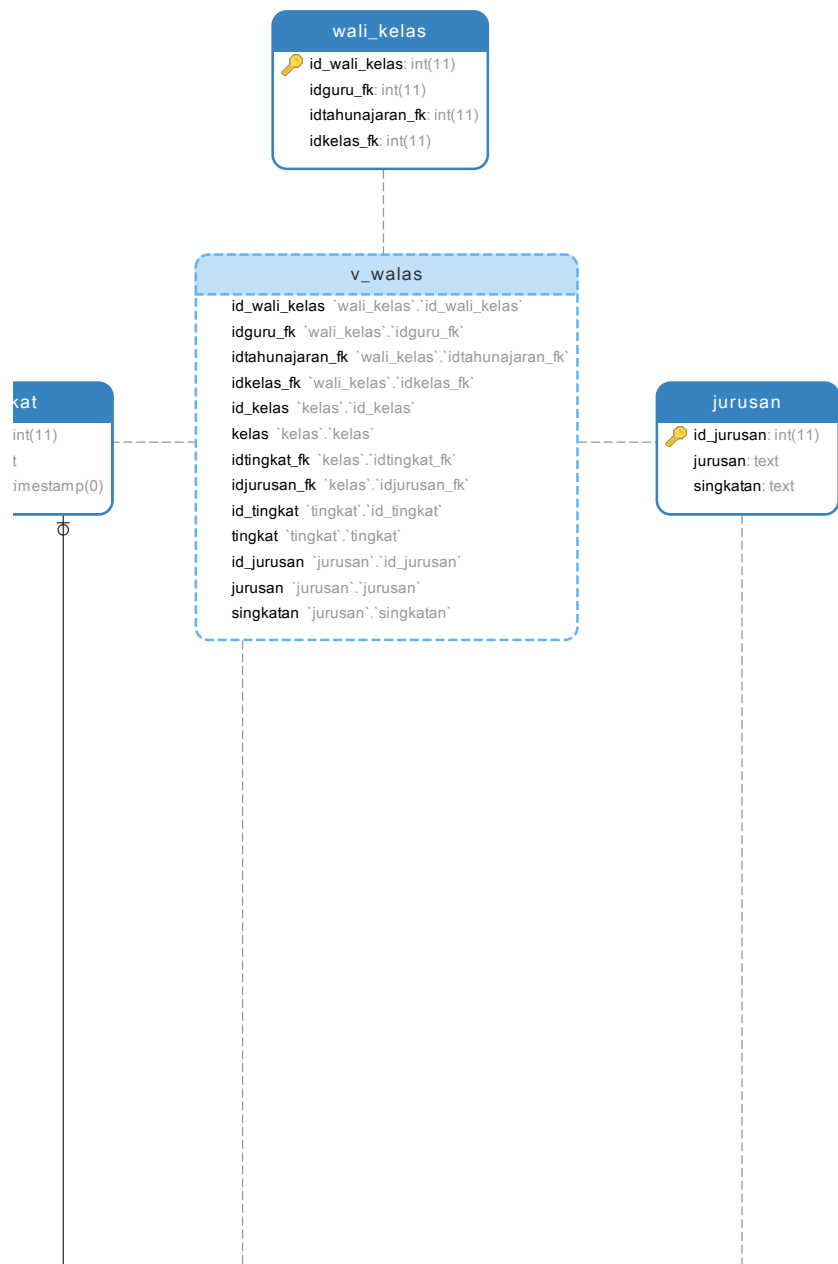 wali_kelas
id_wali_kelas: int(11)
idguru_fk: int(11)
idtahunajaran_fk: int(11)
idkelas_fk: int(11)
v_walas
id_wali_kelas `wali_kelas`.`id_wali_kelas`
idguru_fk `wali_kelas`.`idguru_fk`
idtahunajaran_fk `wali_kelas`.`idtahunajaran_fk`
idkelas_fk `wali_kelas`.`idkelas_fk`
id_kelas `kelas`.`id_kelas`
kelas `kelas`.`kelas`
idtingkat_fk `kelas`.`idtingkat_fk`
idjurusan_fk `kelas`.`idjurusan_fk`
id_tingkat `tingkat`.`id_tingkat`
tingkat `tingkat`.`tingkat`
id_jurusan `jurusan`.`id_jurusan`
jurusan `jurusan`.`jurusan`
singkatan `jurusan`.`singkatan`
kat
int(11)
t
timestamp(0)
jurusan
id_jurusan: int(11)
jurusan: text
singkatan: text